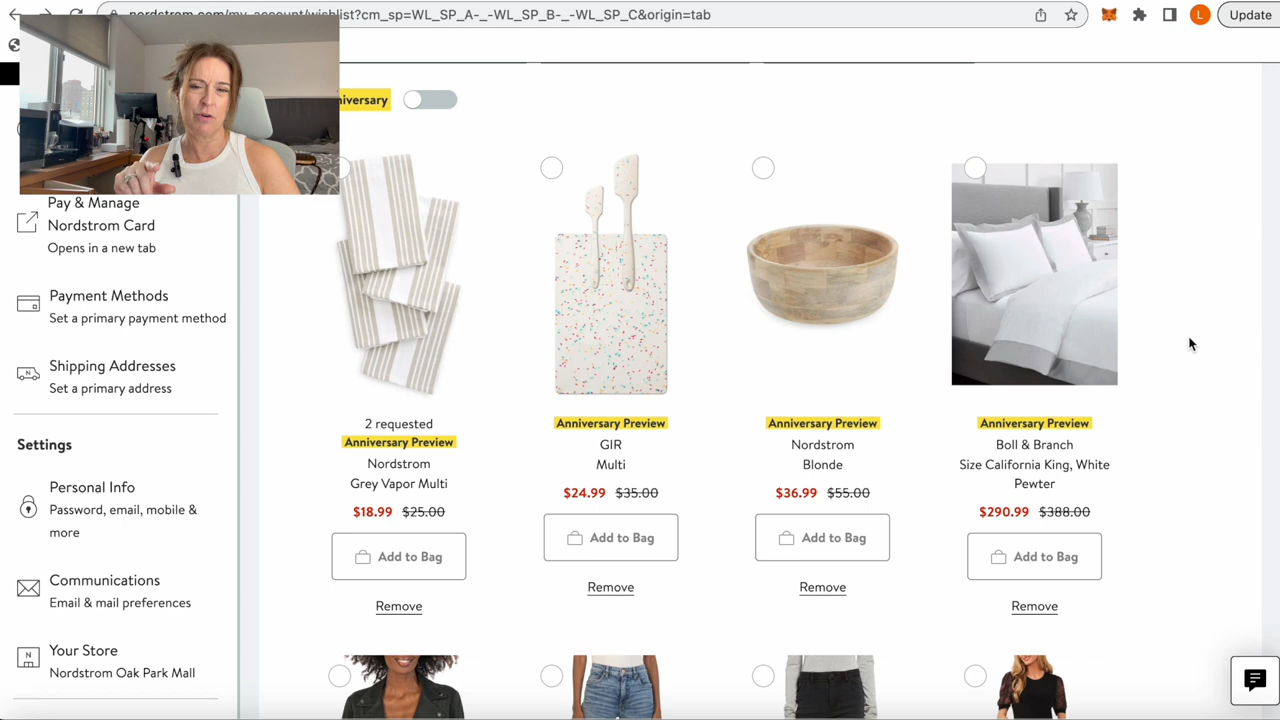 nordstrom.com/my-account/wishlist?cm_sp=WL_SP_A-_-WL_SP_B-_-WL_SP_C&origin=tab
L
Update
niversary
Pay & Manage
Nordstrom Card
Opens in a new tab
Payment Methods
Set a primary payment method
Shipping Addresses
Set a primary address
Settings
Personal Info
Password, email, mobile &
more
Communications
Email & mail preferences
Your Store
Nordstrom Oak Park Mall
2 requested
Anniversary Preview
Nordstrom
Grey Vapor Multi
$18.99 $25.00
Add to Bag
Remove
Anniversary Preview
GIR
Multi
$24.99 $35.00
Add to Bag
Remove
Anniversary Preview
Nordstrom
Blonde
$36.99 $55.00
Add to Bag
Remove
Anniversary Preview
Boll & Branch
Size California King, White
Pewter
$290.99 $388.00
Add to Bag
Remove